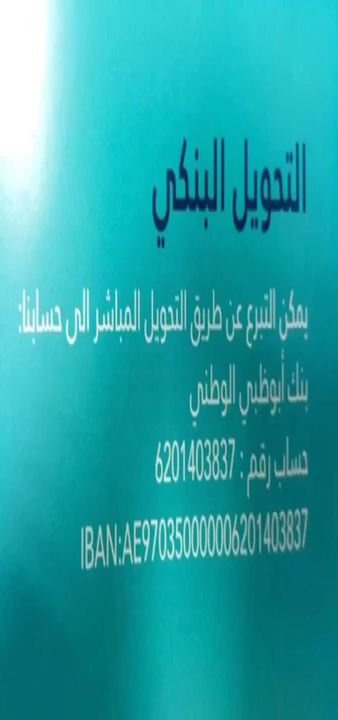 التحويل البنكي
يمكن التبرع عن طريق التحويل المباشر الى حسابنا:
بنك أبوظبي الوطني
حساب رقم : 6201403837
IBAN:AE970350000006201403837